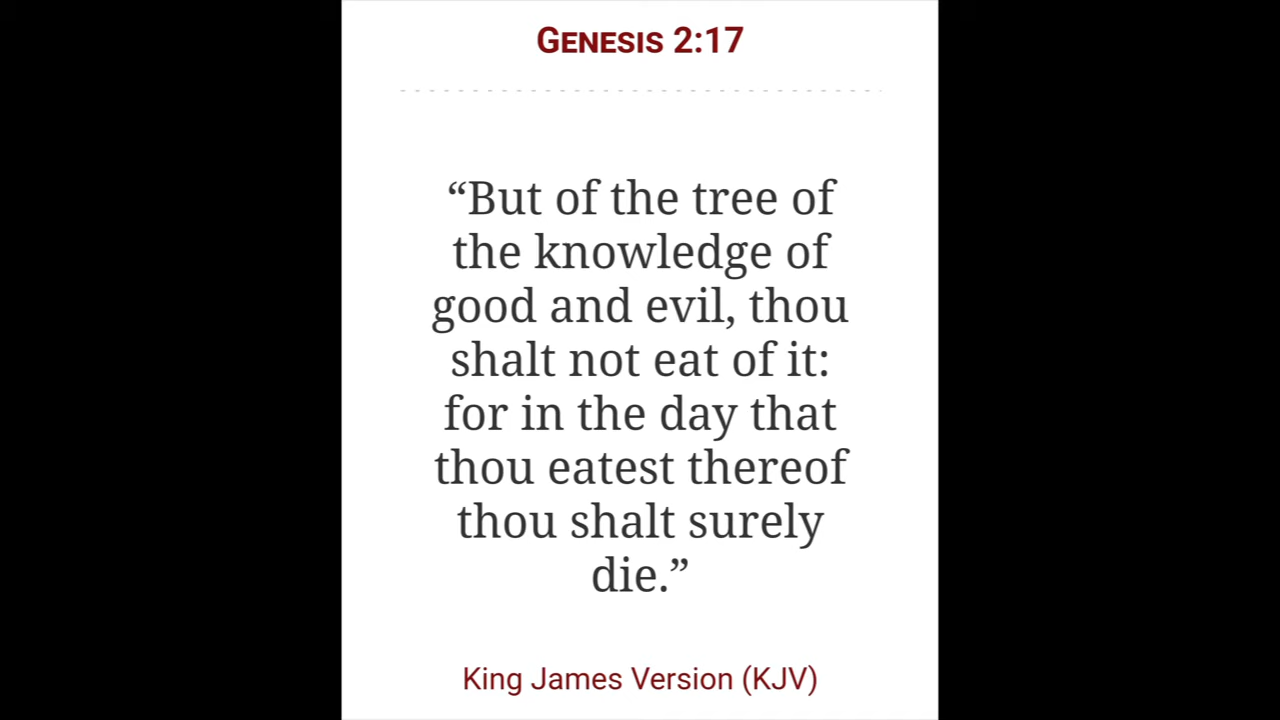 Genesis 2:17
“But of the tree of
the knowledge of
good and evil, thou
shalt not eat of it:
for in the day that
thou eatest thereof
thou shalt surely
die.”
King James Version (KJV)